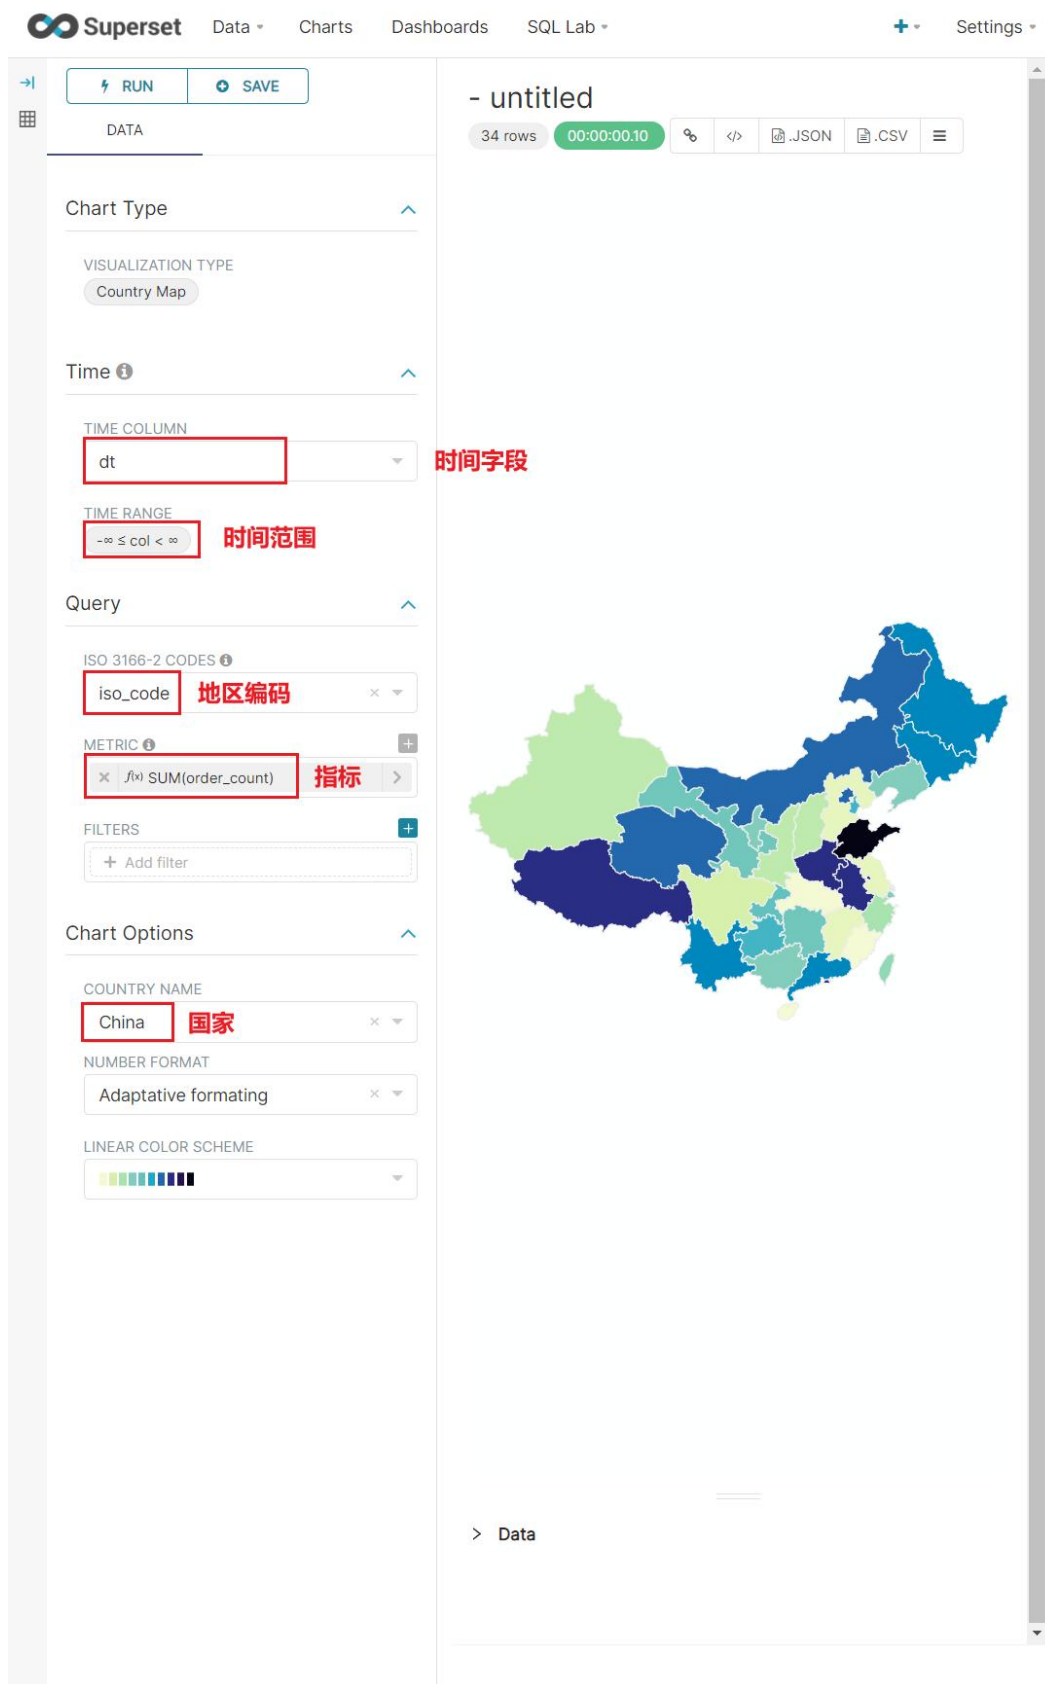 Superset Data Charts Dashboards SQL Lab Settings
RUN SAVE
DATA
- untitled
34 rows 00:00:00.10 .JSON .CSV
Chart Type
VISUALIZATION TYPE
Country Map
Time
TIME COLUMN
dt 时间字段
TIME RANGE
-∞ ≤ col < ∞ 时间范围
Query
ISO 3166-2 CODES
iso_code 地区编码
METRIC
f(x) SUM(order_count) 指标
FILTERS
+ Add filter
Chart Options
COUNTRY NAME
China 国家
NUMBER FORMAT
Adaptative formating
LINEAR COLOR SCHEME
Data